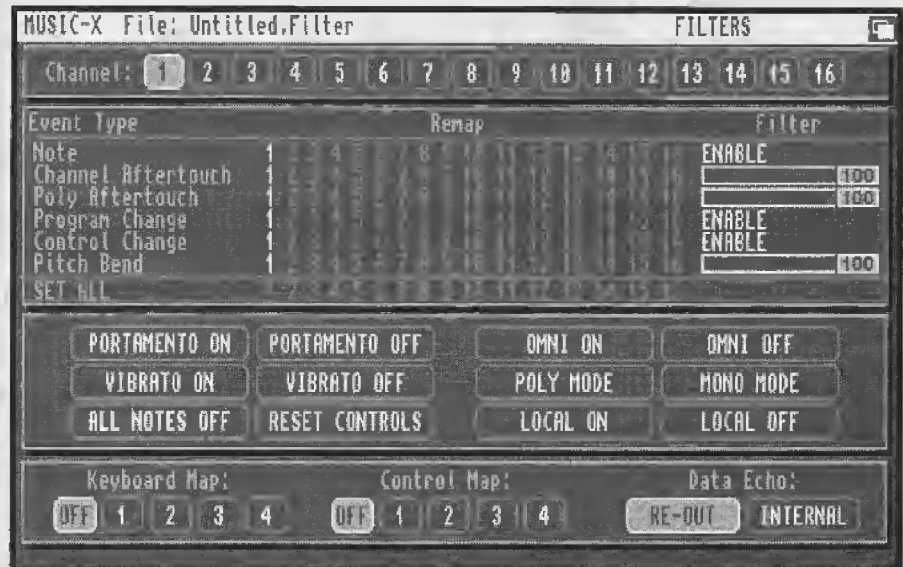 MUSIC-X File: Untitled.Filter FILTERS
Channel: 1 2 3 4 5 6 7 8 9 10 11 12 13 14 15 16
Event Type Remap Filter
Note 1 ENABLE
Channel Aftertouch 1 100
Poly Aftertouch 1 100
Program Change 1 ENABLE
Control Change 1 ENABLE
Pitch Bend 1 100
SET ALL
PORTAMENTO ON PORTAMENTO OFF OMNI ON OMNI OFF
VIBRATO ON VIBRATO OFF POLY MODE MONO MODE
ALL NOTES OFF RESET CONTROLS LOCAL ON LOCAL OFF
Keyboard Map: Control Map: Data Echo:
OFF 1 2 3 4 OFF 1 2 3 4 RE-OUT INTERNAL